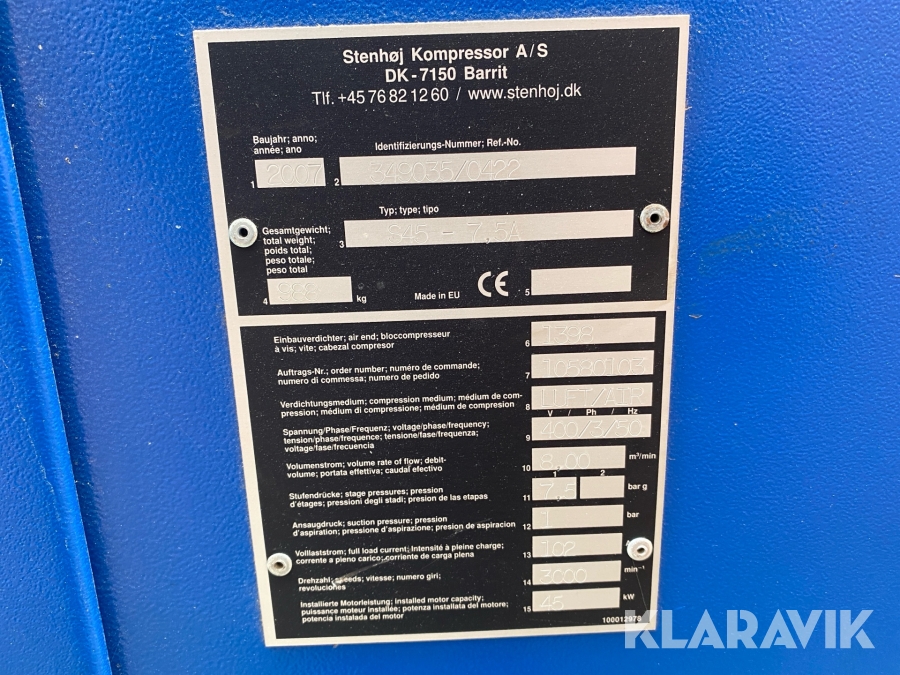 Stenhøj Kompressor A/S
DK - 7150 Barrit
Tlf. +45 76 82 12 60 / www.stenhoj.dk
Baujahr; anno;
année; ano
Identifizierungs-Nummer; Ref.-No.
1 2007 2 349035/0422
Typ; type; tipo
Gesamtgewicht;
total weight;
poids total;
peso totale;
peso total
3 S45 - 7,5A
4 kg
Made in EU CE 5
Einbauverdichter; air end; bloccompresseur
à vis; vite; cabezal compresor
6 1398
Auftrags-Nr.; order number; numéro de commande;
numero di commessa; numéro de pedido
7 10580103
Verdichtungsmedium; compression medium; médium de com-
pression; médium di compressione; médium de compresion
8 LUFT/AIR
V / Ph / Hz
Spannung/Phase/Frequenz; voltage/phase/frequency;
tension/phase/frequence; tensione/fase/frequenza;
voltage/fase/frecuencia
9 400/3/50
Volumenstrom; volume rate of flow; debit-
volume; portata effettiva; caudal efectivo
10 8,00 m³/min
1 2
Stufendrücke; stage pressures; pression
d'étages; pressioni degli stadi; presion de las etapas
11 7,5 bar g
Ansaugdruck, suction pressure; pression
d'aspiration; pressione d'aspirazione; presion de aspiracion
12 1 bar
Vollaststrom; full load current; Intensité à pleine charge;
corrente a pieno carico; corriente de carga plena
13 102
Drehzahl; speeds; vitesse; numero giri;
revoluciones
14 3000 min⁻¹
Installierte Motorleistung; installed motor capacity;
puissance moteur installée; potenza installata del motore;
potencia instalada del motor
15 45 kW
100012978
KLARAVIK